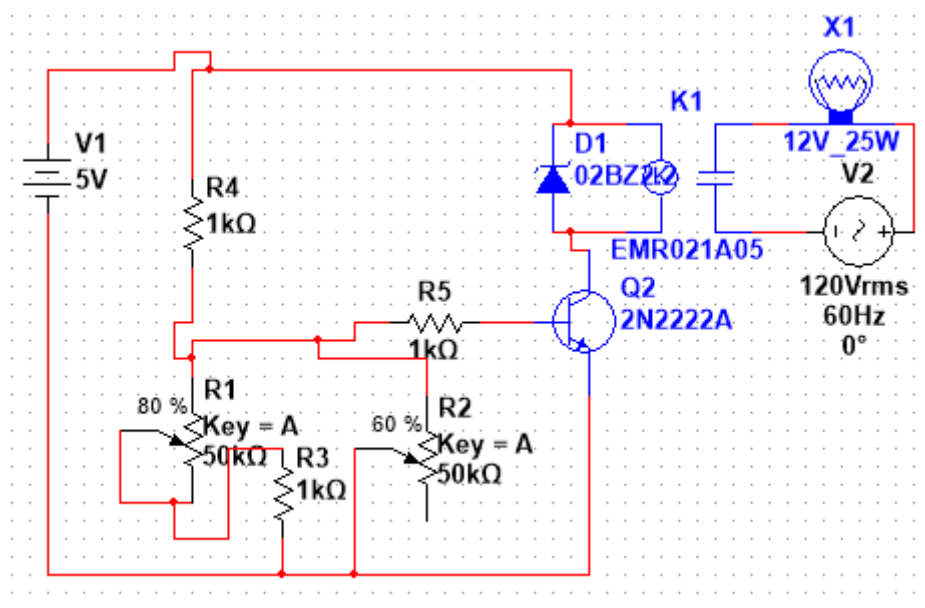 X1
K1
V1
5V
D1
02BZ2.2
12V_25W
V2
R4
1kΩ
EMR021A05
R5
1kΩ
Q2
2N2222A
120Vrms
60Hz
0°
80 %
R1
Key = A
50kΩ
R3
1kΩ
60 %
R2
Key = A
50kΩ